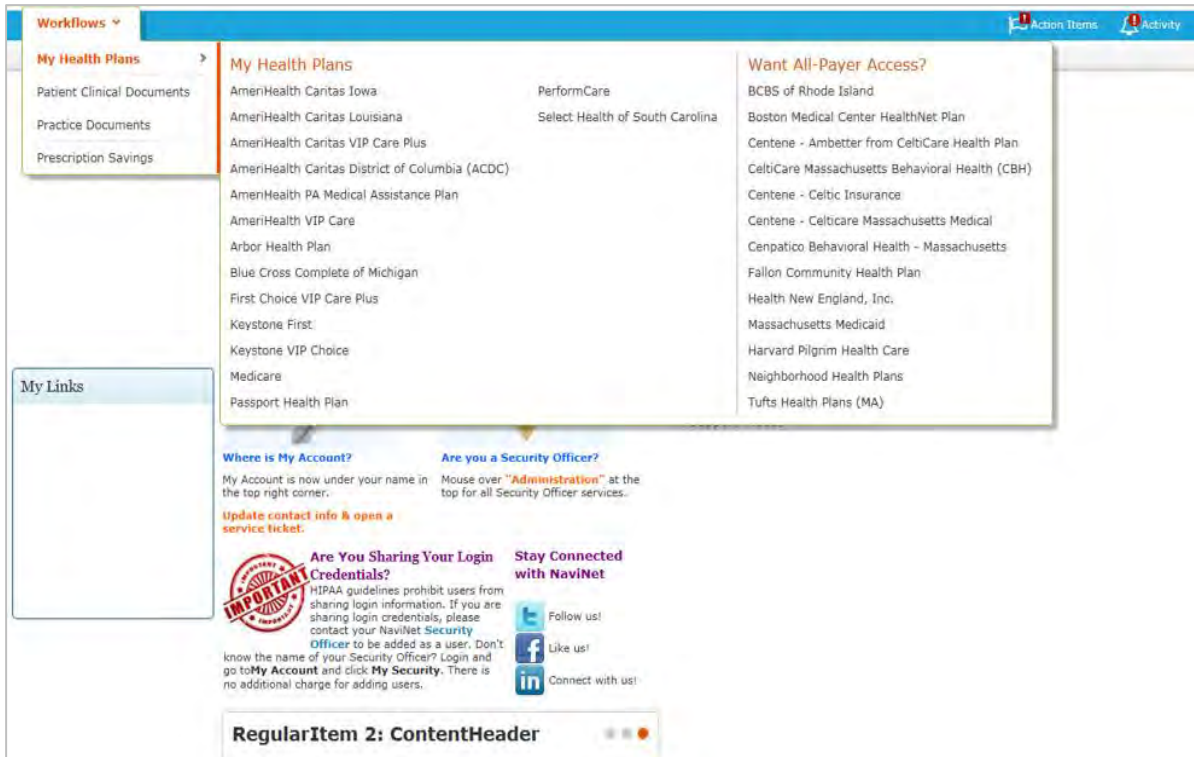 Workflows
Action Items
Activity
My Health Plans
Patient Clinical Documents
Practice Documents
Prescription Savings
My Health Plans
AmeriHealth Caritas Iowa
AmeriHealth Caritas Louisiana
AmeriHealth Caritas VIP Care Plus
AmeriHealth Caritas District of Columbia (ACDC)
AmeriHealth PA Medical Assistance Plan
AmeriHealth VIP Care
Arbor Health Plan
Blue Cross Complete of Michigan
First Choice VIP Care Plus
Keystone First
Keystone VIP Choice
Medicare
Passport Health Plan
PerformCare
Select Health of South Carolina
Want All-Payer Access?
BCBS of Rhode Island
Boston Medical Center HealthNet Plan
Centene - Ambetter from CeltiCare Health Plan
CeltiCare Massachusetts Behavioral Health (CBH)
Centene - Celtic Insurance
Centene - Celticare Massachusetts Medical
Cenpatico Behavioral Health - Massachusetts
Fallon Community Health Plan
Health New England, Inc.
Massachusetts Medicaid
Harvard Pilgrim Health Care
Neighborhood Health Plans
Tufts Health Plans (MA)
My Links
Where is My Account?
My Account is now under your name in
the top right corner.
Update contact info & open a
service ticket.
Are you a Security Officer?
Mouse over "Administration" at the
top for all Security Officer services.
IMPORTANT
Are You Sharing Your Login
Credentials?
HIPAA guidelines prohibit users from
sharing login information. If you are
sharing login credentials, please
contact your NaviNet Security
Officer to be added as a user. Don't
know the name of your Security Officer? Login and
go toMy Account and click My Security. There is
no additional charge for adding users.
Stay Connected
with NaviNet
Follow us!
Like us!
Connect with us!
RegularItem 2: ContentHeader